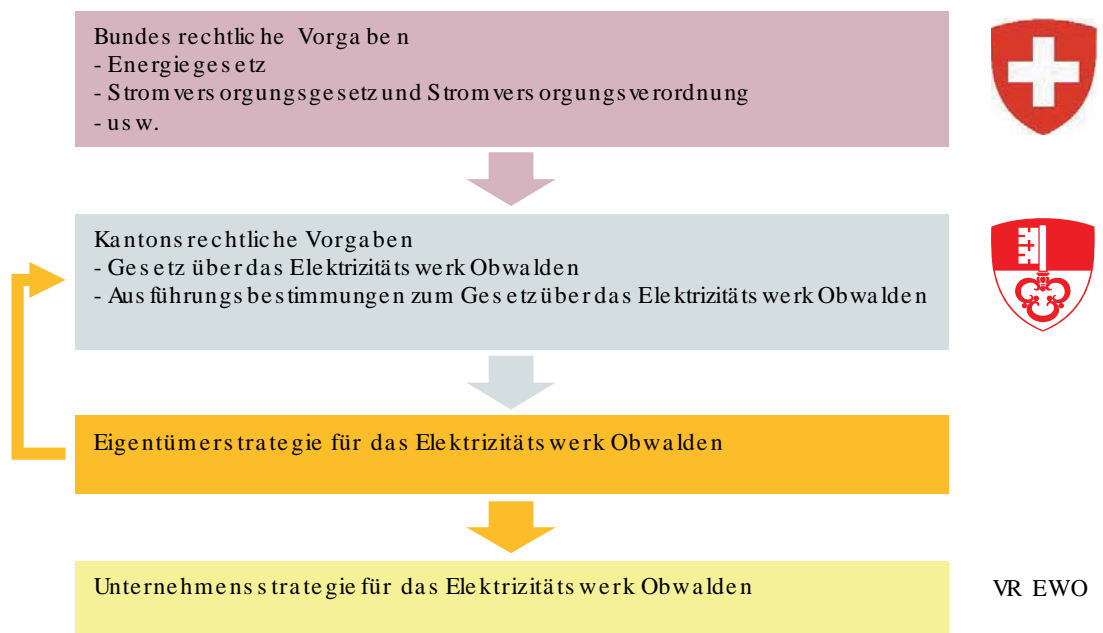 Bundesrechtliche Vorgaben
- Energiegesetz
- Stromversorgungsgesetz und Stromversorgungsverordnung
- usw.
Kantonsrechtliche Vorgaben
- Gesetz über das Elektrizitätswerk Obwalden
- Ausführungsbestimmungen zum Gesetz über das Elektrizitätswerk Obwalden
Eigentümerstrategie für das Elektrizitätswerk Obwalden
Unternehmensstrategie für das Elektrizitätswerk Obwalden
VR EWO